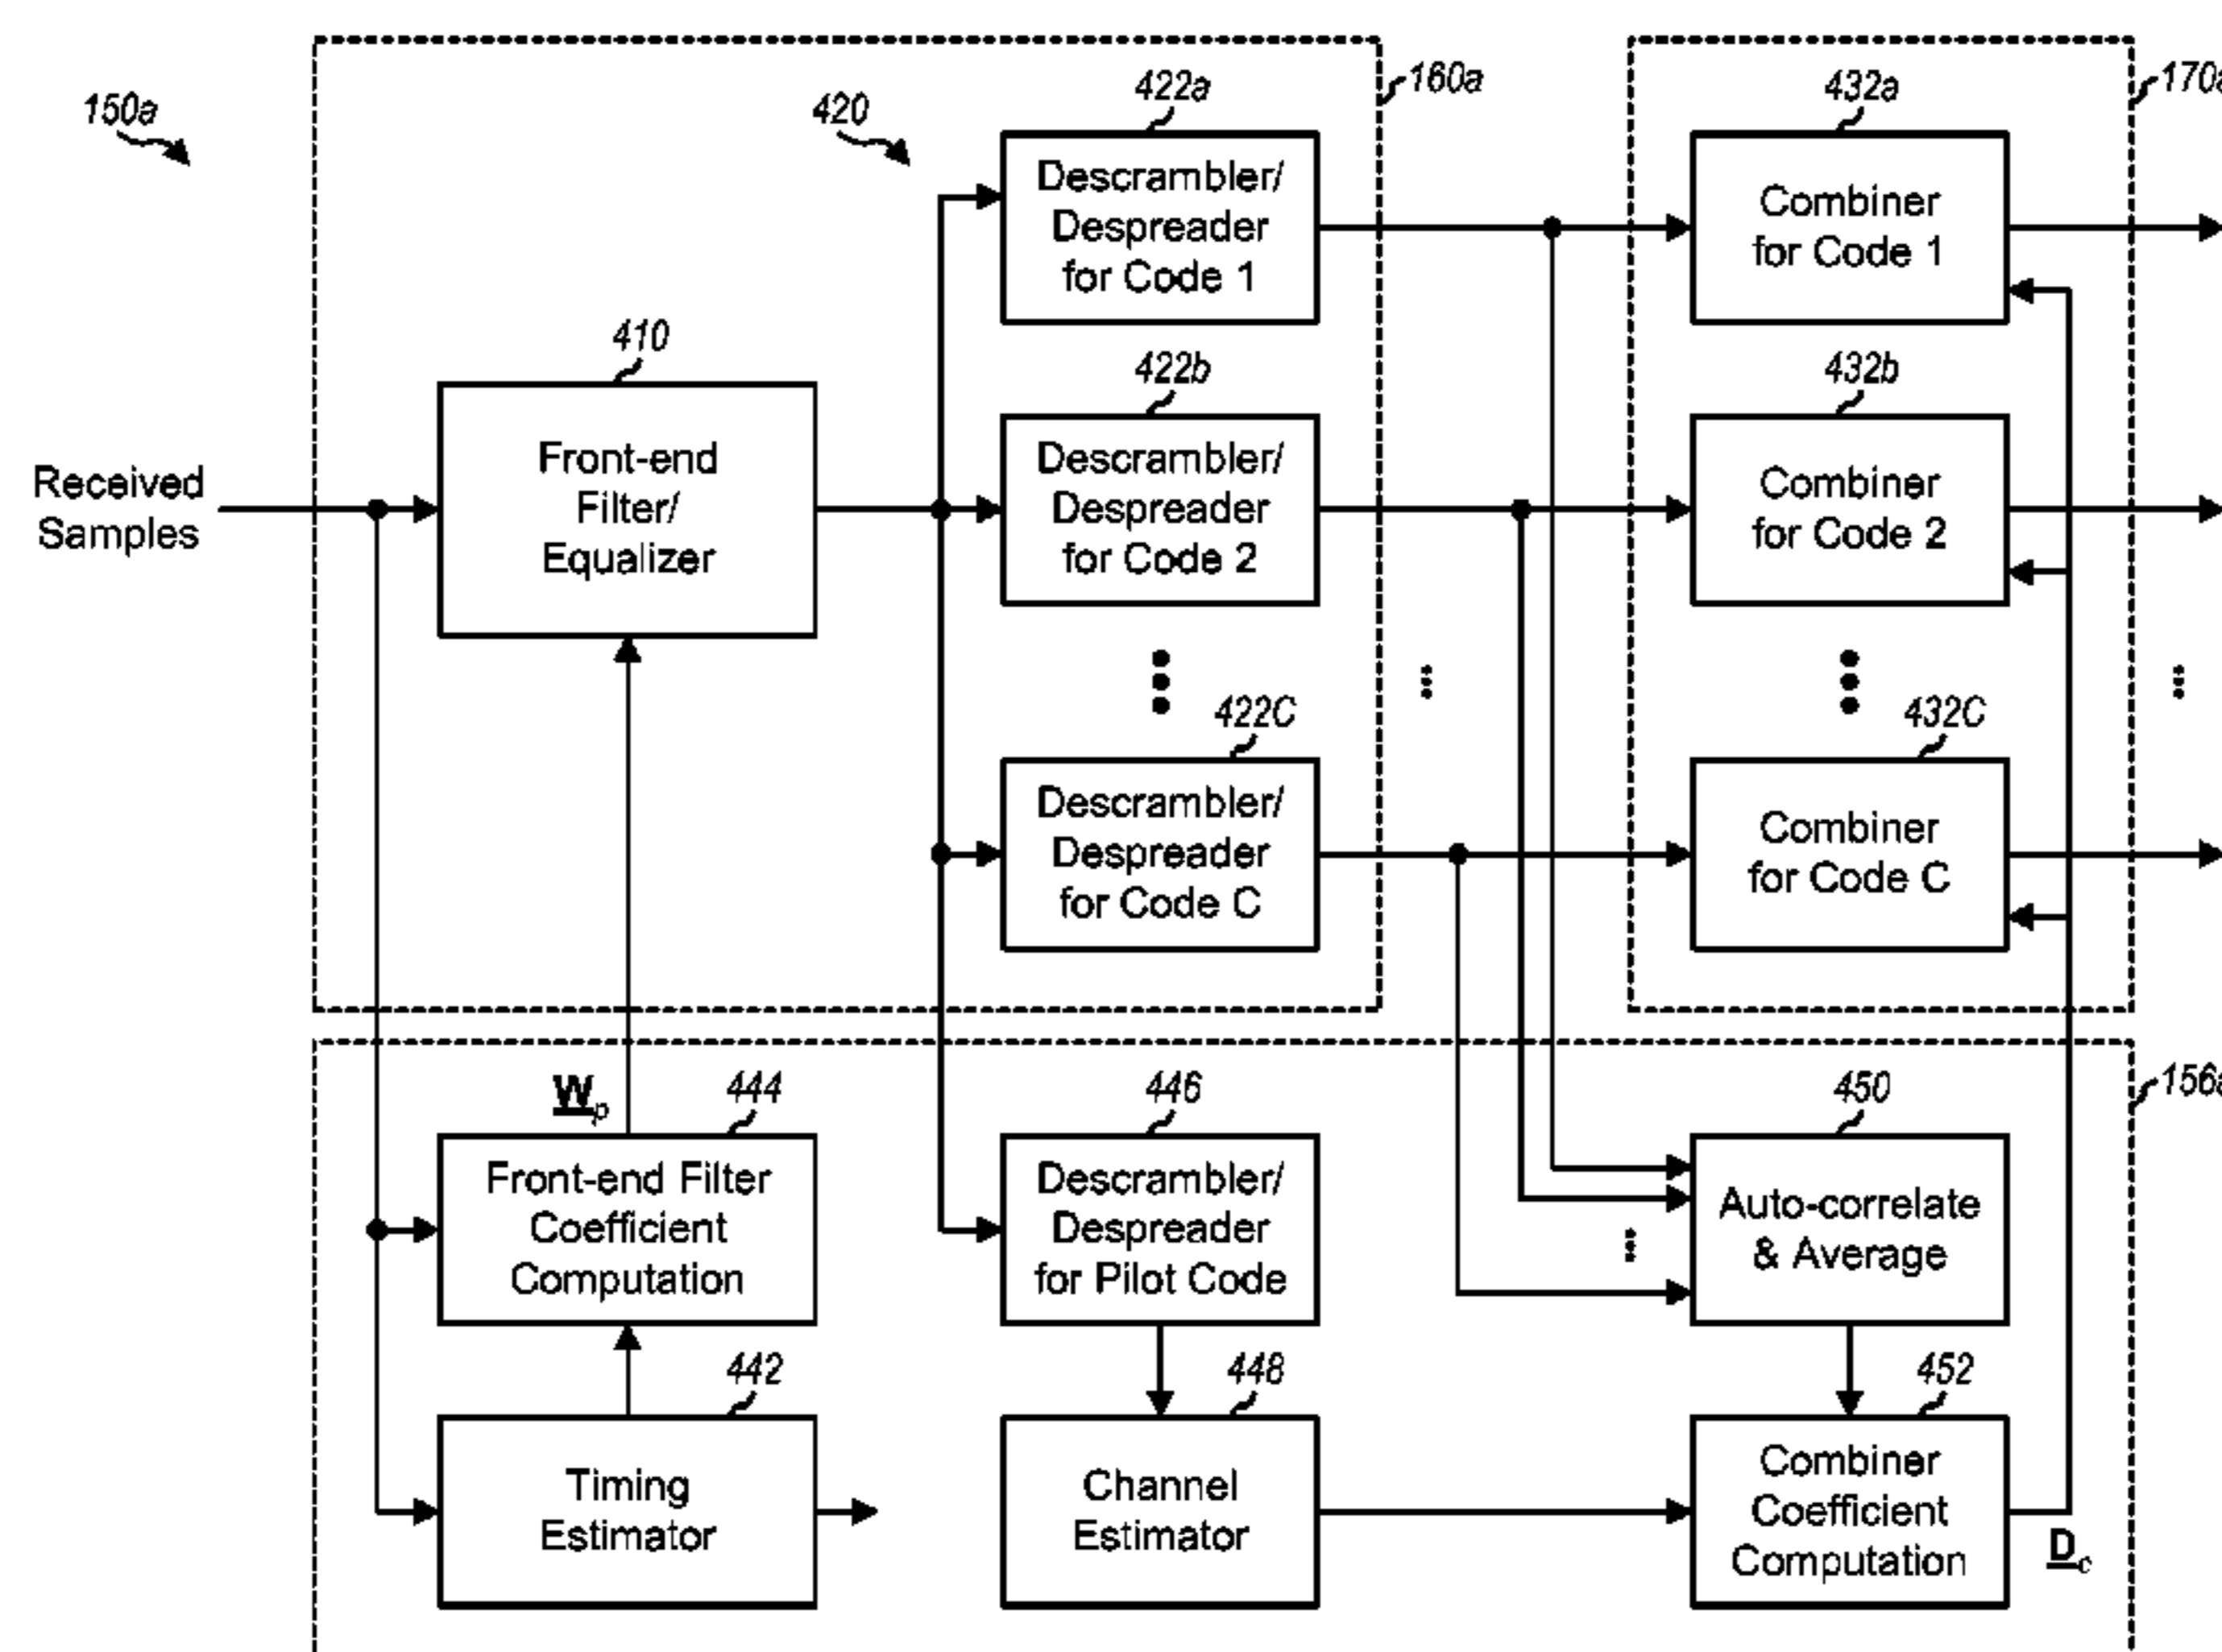 150a
420
422a
160a
432a
170a
Descrambler/
Despreader
for Code 1
Combiner
for Code 1
410
422b
432b
Received
Samples
Front-end
Filter/
Equalizer
Descrambler/
Despreader
for Code 2
Combiner
for Code 2
422C
432C
Descrambler/
Despreader
for Code C
Combiner
for Code C
W_p
444
446
450
156a
Front-end Filter
Coefficient
Computation
Descrambler/
Despreader
for Pilot Code
Auto-correlate
& Average
442
448
452
Timing
Estimator
Channel
Estimator
Combiner
Coefficient
Computation
D_c